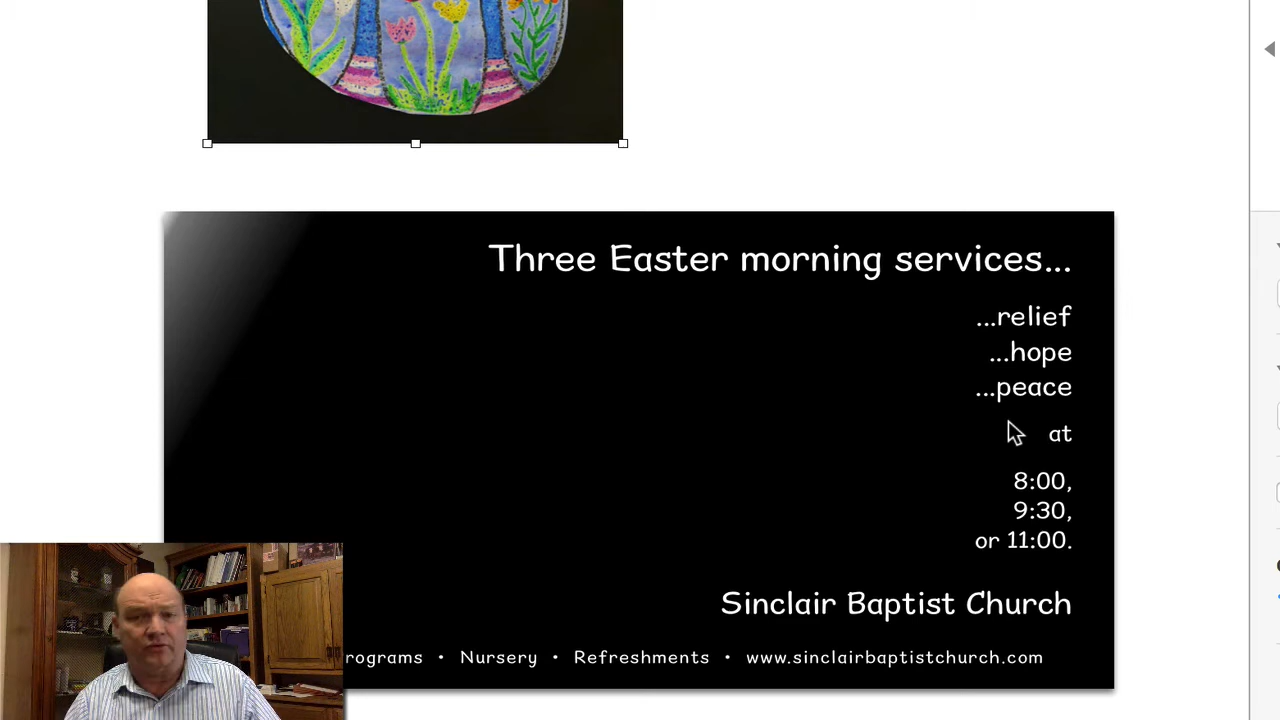 Three Easter morning services...
...relief
...hope
...peace
at
8:00,
9:30,
or 11:00.
Sinclair Baptist Church
• Nursery • Refreshments • www.sinclairbaptistchurch.com